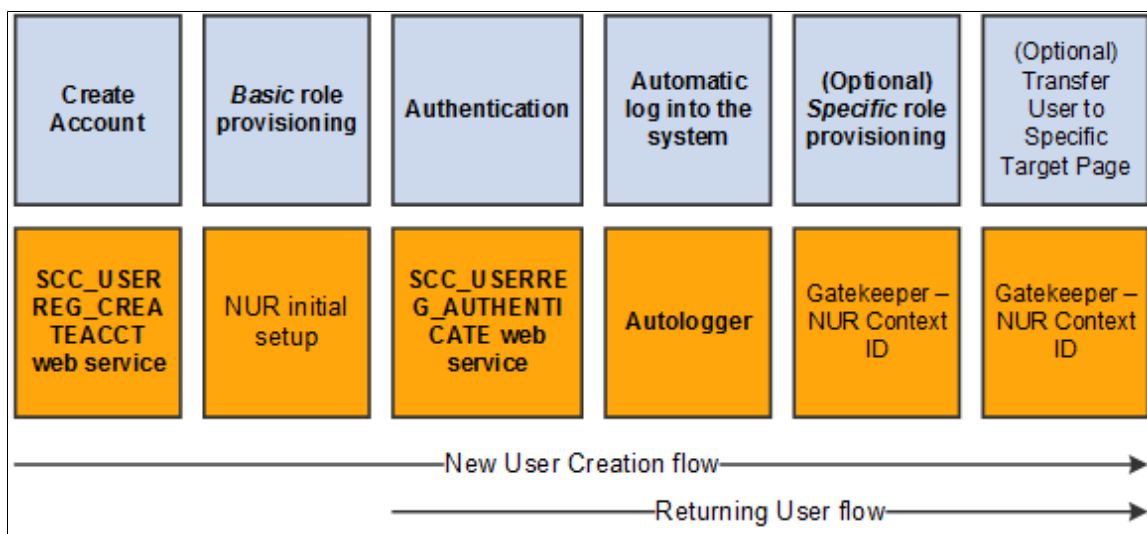 Create
Account
Basic role
provisioning
Authentication
Automatic
log into the
system
(Optional)
Specific role
provisioning
(Optional)
Transfer
User to
Specific
Target Page
SCC_USER
REG_CREA
TEACCT
web service
NUR initial
setup
SCC_USERRE
G_AUTHENTI
CATE web
service
Autologger
Gatekeeper –
NUR Context
ID
Gatekeeper –
NUR Context
ID
New User Creation flow
Returning User flow